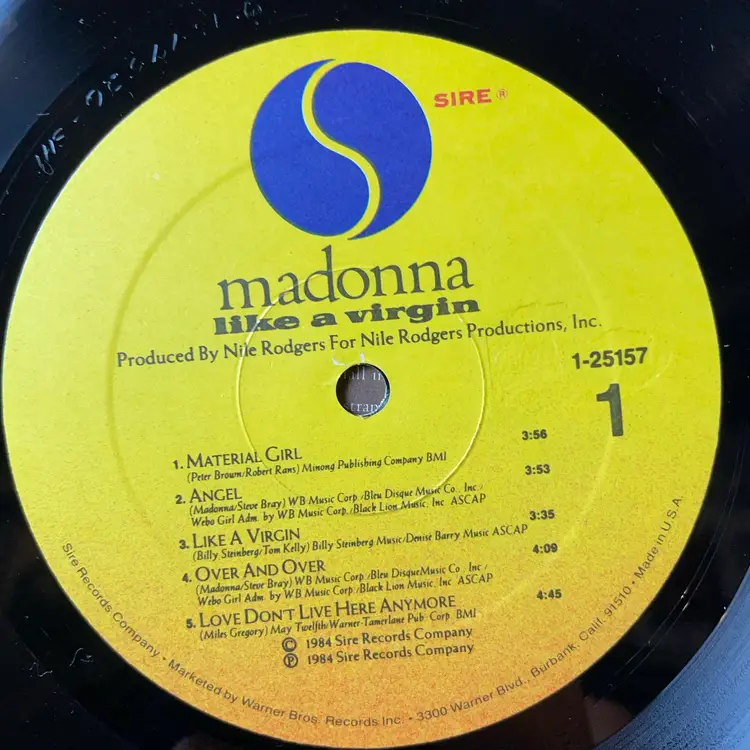 SIRE ®
madonna
like a virgin
Produced By Nile Rodgers For Nile Rodgers Productions, Inc.
1-25157
1
1. MATERIAL GIRL 3:56
(Peter Brown/Robert Rans) Minong Publishing Company BMI
2. ANGEL 3:53
(Madonna/Steve Bray) WB Music Corp./Bleu Disque Music Co., Inc./
Webo Girl Adm. by WB Music Corp./Black Lion Music, Inc. ASCAP
3. LIKE A VIRGIN 3:35
(Billy Steinberg/Tom Kelly) Billy Steinberg Music/Denise Barry Music ASCAP
4. OVER AND OVER 4:09
(Madonna/Steve Bray) WB Music Corp./Bleu DisqueMusic Co., Inc./
Webo Girl Adm. by WB Music Corp./Black Lion Music, Inc. ASCAP
5. LOVE DON'T LIVE HERE ANYMORE 4:45
(Miles Gregory) May Twelfth/Warner-Tamerlane Pub. Corp. BMI
© 1984 Sire Records Company
℗ 1984 Sire Records Company
Sire Records Company • Marketed by Warner Bros. Records Inc. • 3300 Warner Blvd., Burbank, Calif. 91510 • Made in U.S.A.